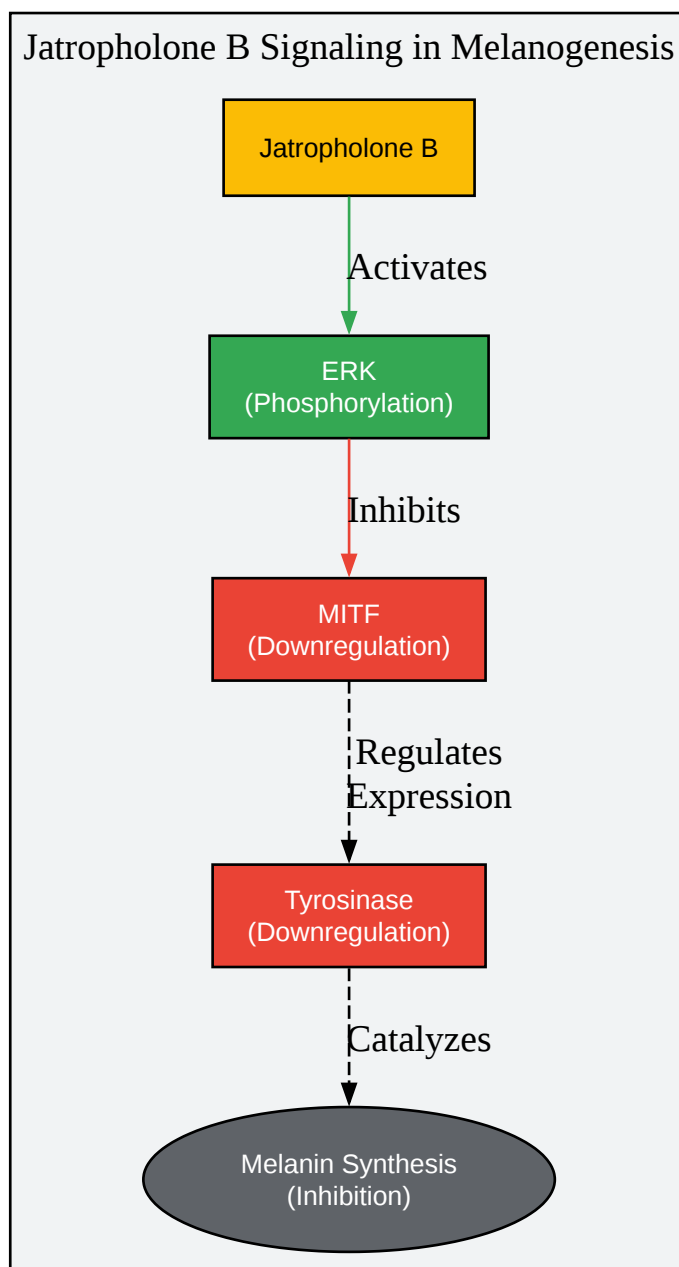 Jatropholone B Signaling in Melanogenesis
Jatropholone B
Activates
ERK
(Phosphorylation)
Inhibits
MITF
(Downregulation)
Regulates
Expression
Tyrosinase
(Downregulation)
Catalyzes
Melanin Synthesis
(Inhibition)